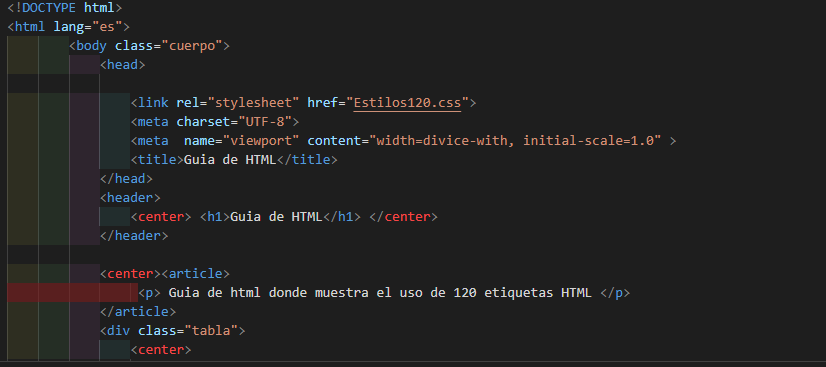 <!DOCTYPE html>
<html lang="es">
<body class="cuerpo">
<head>
<link rel="stylesheet" href="Estilos120.css">
<meta charset="UTF-8">
<meta  name="viewport" content="width=divice-with, initial-scale=1.0" >
<title>Guia de HTML</title>
</head>
<header>
<center> <h1>Guia de HTML</h1> </center>
</header>
<center><article>
<p> Guia de html donde muestra el uso de 120 etiquetas HTML </p>
</article>
<div class="tabla">
<center>